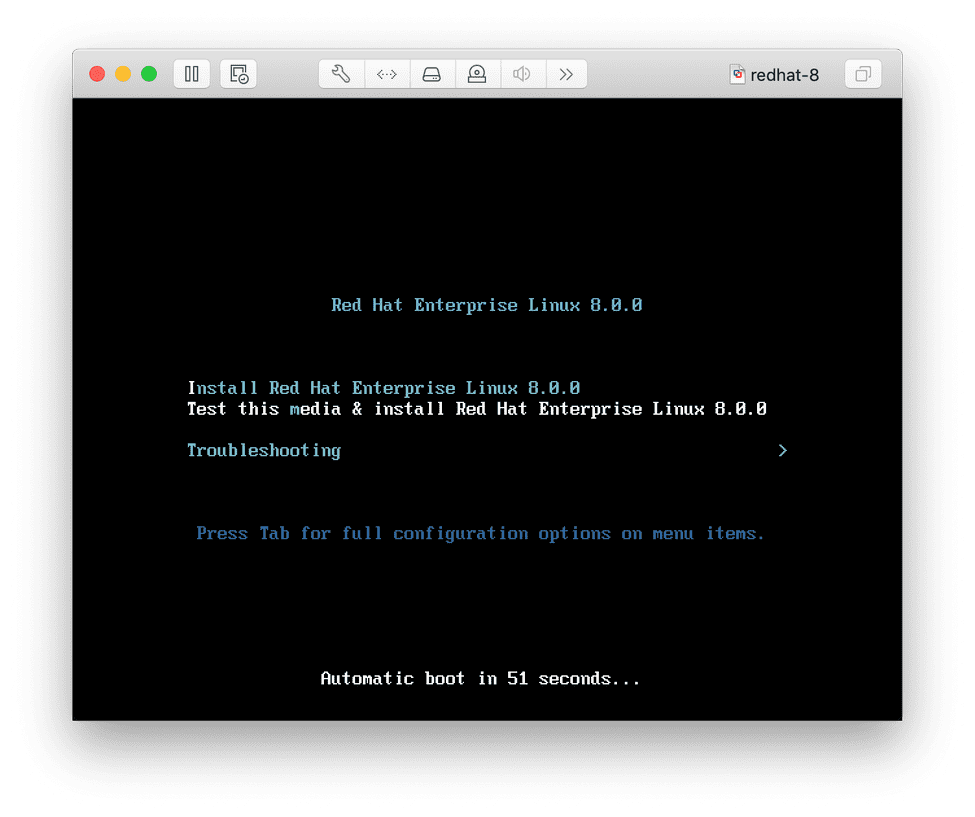 redhat-8
Red Hat Enterprise Linux 8.0.0
Install Red Hat Enterprise Linux 8.0.0
Test this media & install Red Hat Enterprise Linux 8.0.0
Troubleshooting >
Press Tab for full configuration options on menu items.
Automatic boot in 51 seconds...